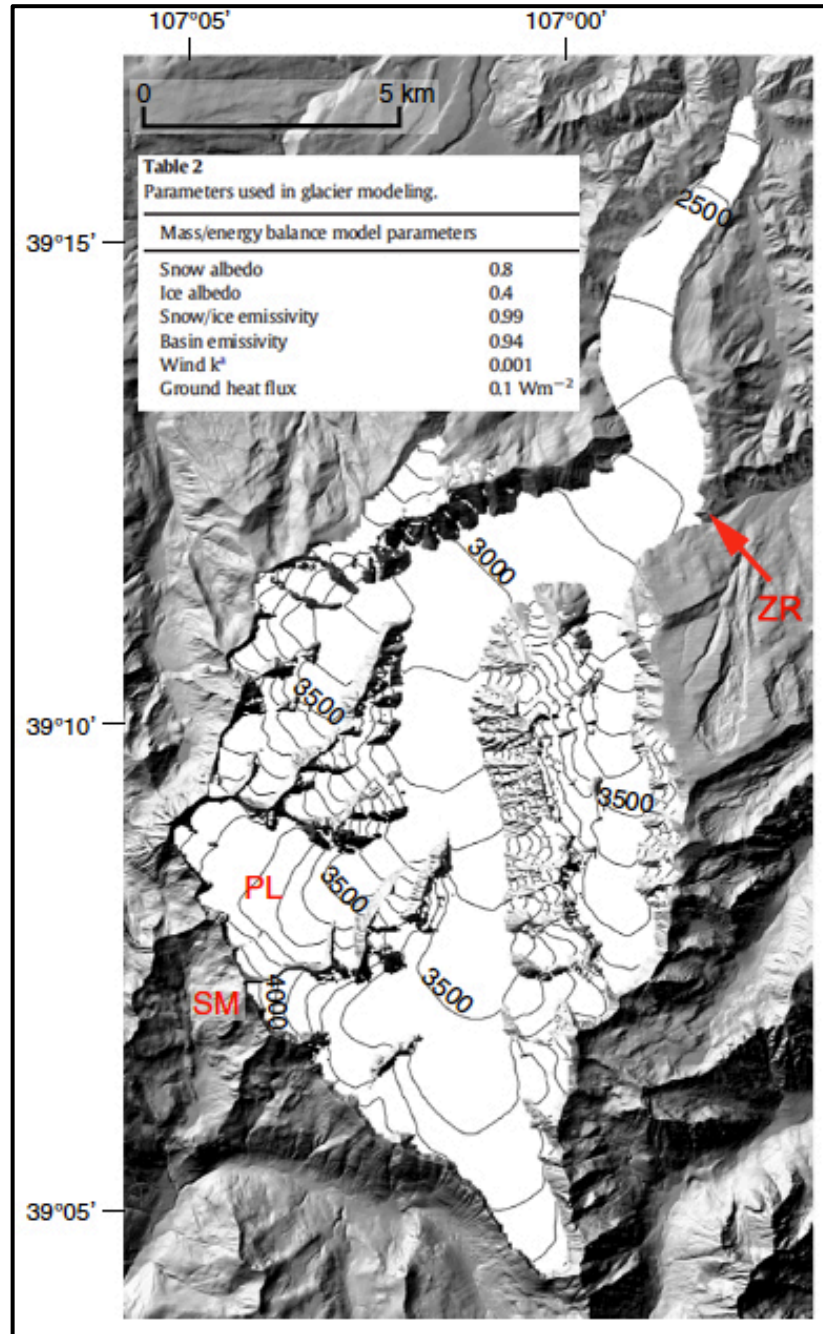 107°05’ 107°00’
0 5 km
Table 2
Parameters used in glacier modeling.
Mass/energy balance model parameters
Snow albedo 0.8
Ice albedo 0.4
Snow/ice emissivity 0.99
Basin emissivity 0.94
Wind kᵃ 0.001
Ground heat flux 0.1 Wm⁻²
2500
39°15’
3000
ZR
3500
39°10’
3500
PL
3500
3500
SM
4000
39°05’